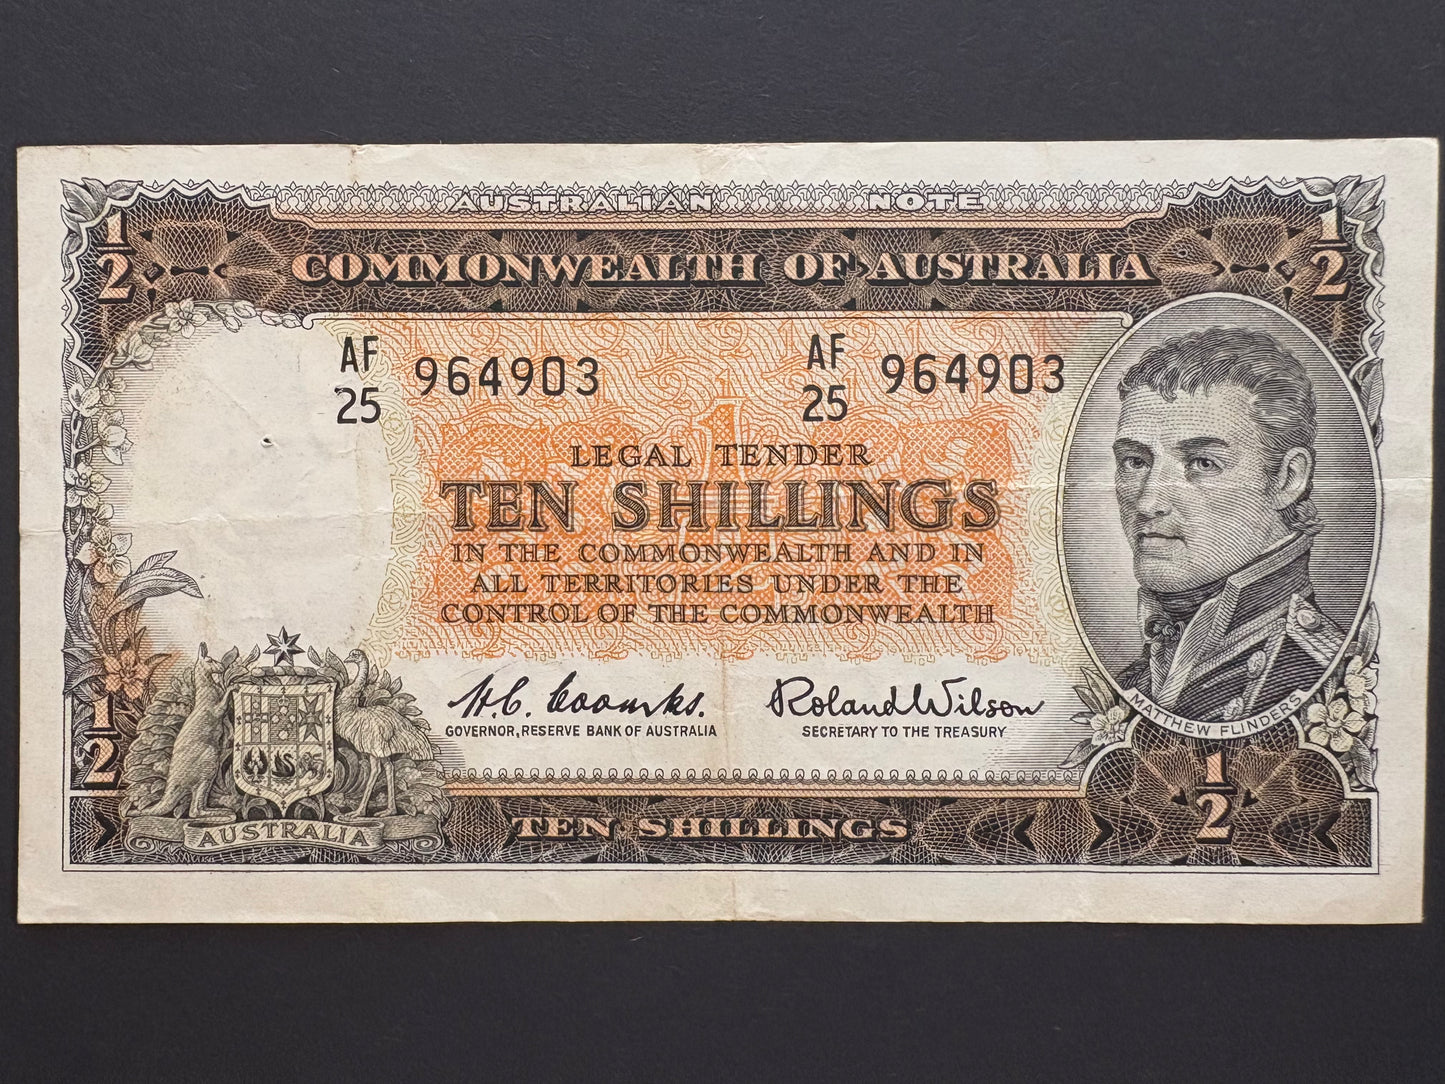 AUSTRALIAN NOTE
1/2
1/2
COMMONWEALTH OF AUSTRALIA
AF 25 964903
AF 25 964903
LEGAL TENDER
TEN SHILLINGS
IN THE COMMONWEALTH AND IN
ALL TERRITORIES UNDER THE
CONTROL OF THE COMMONWEALTH
H.C. Coombs.
GOVERNOR, RESERVE BANK OF AUSTRALIA
Roland Wilson
SECRETARY TO THE TREASURY
MATTHEW FLINDERS
1/2
1/2
AUSTRALIA
TEN SHILLINGS